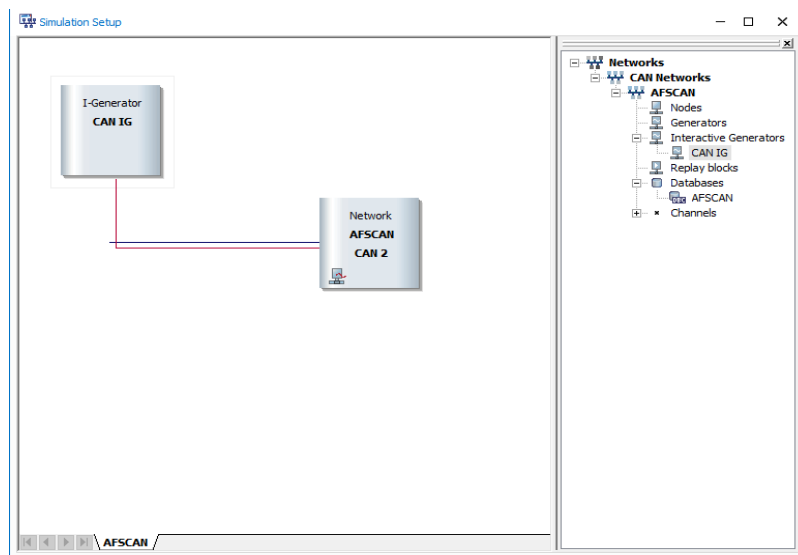 Simulation Setup
I-Generator
CAN IG
Network
AFSCAN
CAN 2
AFSCAN
Networks
CAN Networks
AFSCAN
Nodes
Generators
Interactive Generators
CAN IG
Replay blocks
Databases
AFSCAN
Channels